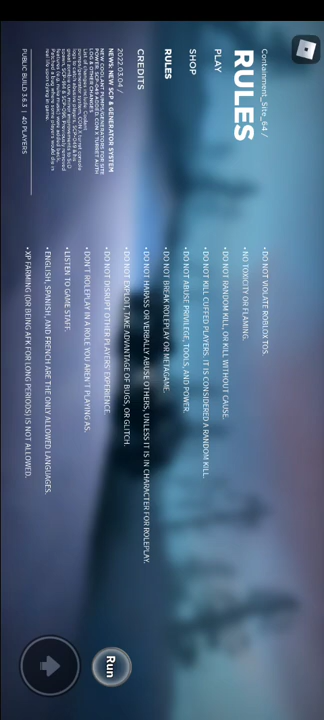 Containment_Site_64 /
RULES
PLAY
SHOP
RULES
CREDITS
2022.03.04 /
NEWS: NEW SCP & GENERATOR SYSTEM
PUBLIC BUILD 3.6.3 | 40 PLAYERS
• DO NOT VIOLATE ROBLOX TOS.
• NO TOXICITY OR FLAMING.
• DO NOT RANDOM KILL, OR KILL WITHOUT CAUSE.
• DO NOT KILL CUFFED PLAYERS. IT IS CONSIDERED A RANDOM KILL.
• DO NOT ABUSE PRIVILEGE, TOOLS, AND POWER.
• DO NOT BREAK ROLEPLAY OR METAGAME.
• DO NOT HARASS OR VERBALLY ABUSE OTHERS, UNLESS IT IS IN CHARACTER FOR ROLEPLAY.
• DO NOT EXPLOIT, TAKE ADVANTAGE OF BUGS, OR GLITCH.
• DO NOT DISRUPT OTHER PLAYERS' EXPERIENCE.
• DON'T ROLEPLAY IN A ROLE YOU AREN'T PLAYING AS.
• LISTEN TO GAME STAFF.
• ENGLISH, SPANISH, AND FRENCH ARE THE ONLY ALLOWED LANGUAGES.
• XP FARMING (OR BEING AFK FOR LONG PERIODS) IS NOT ALLOWED.
Run